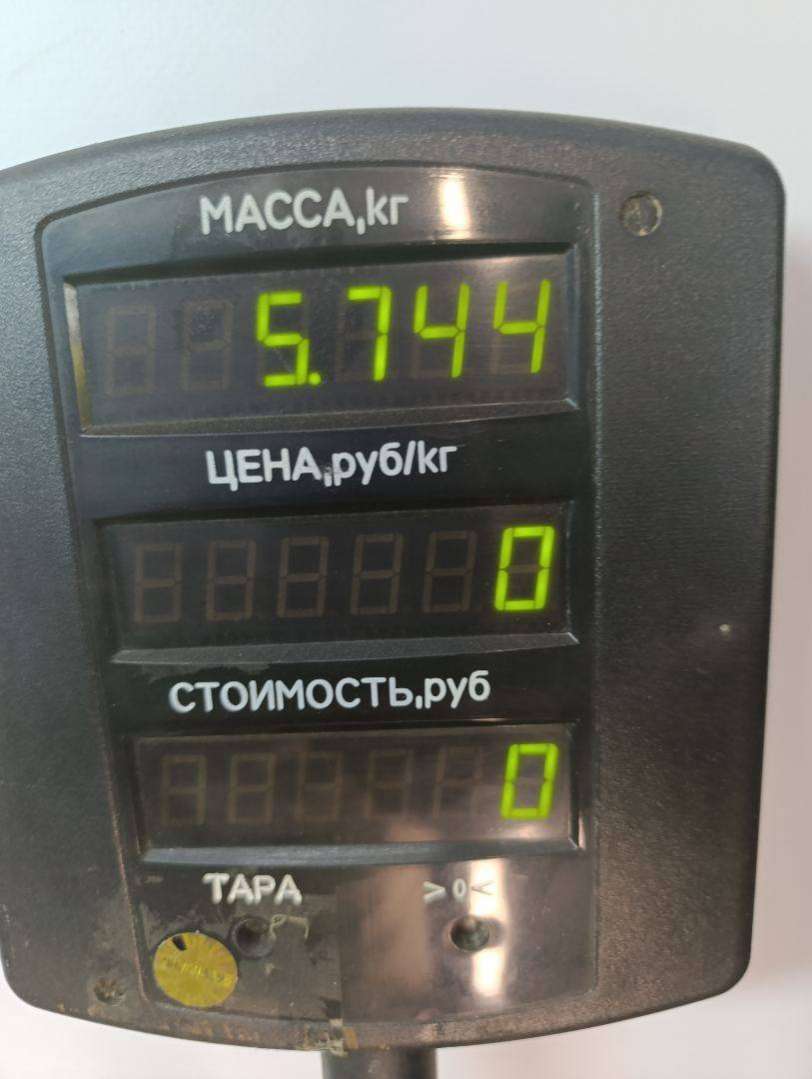 МАССА,кг
5.744
ЦЕНА,руб/кг
0
СТОИМОСТЬ,руб
0
ТАРА >0<